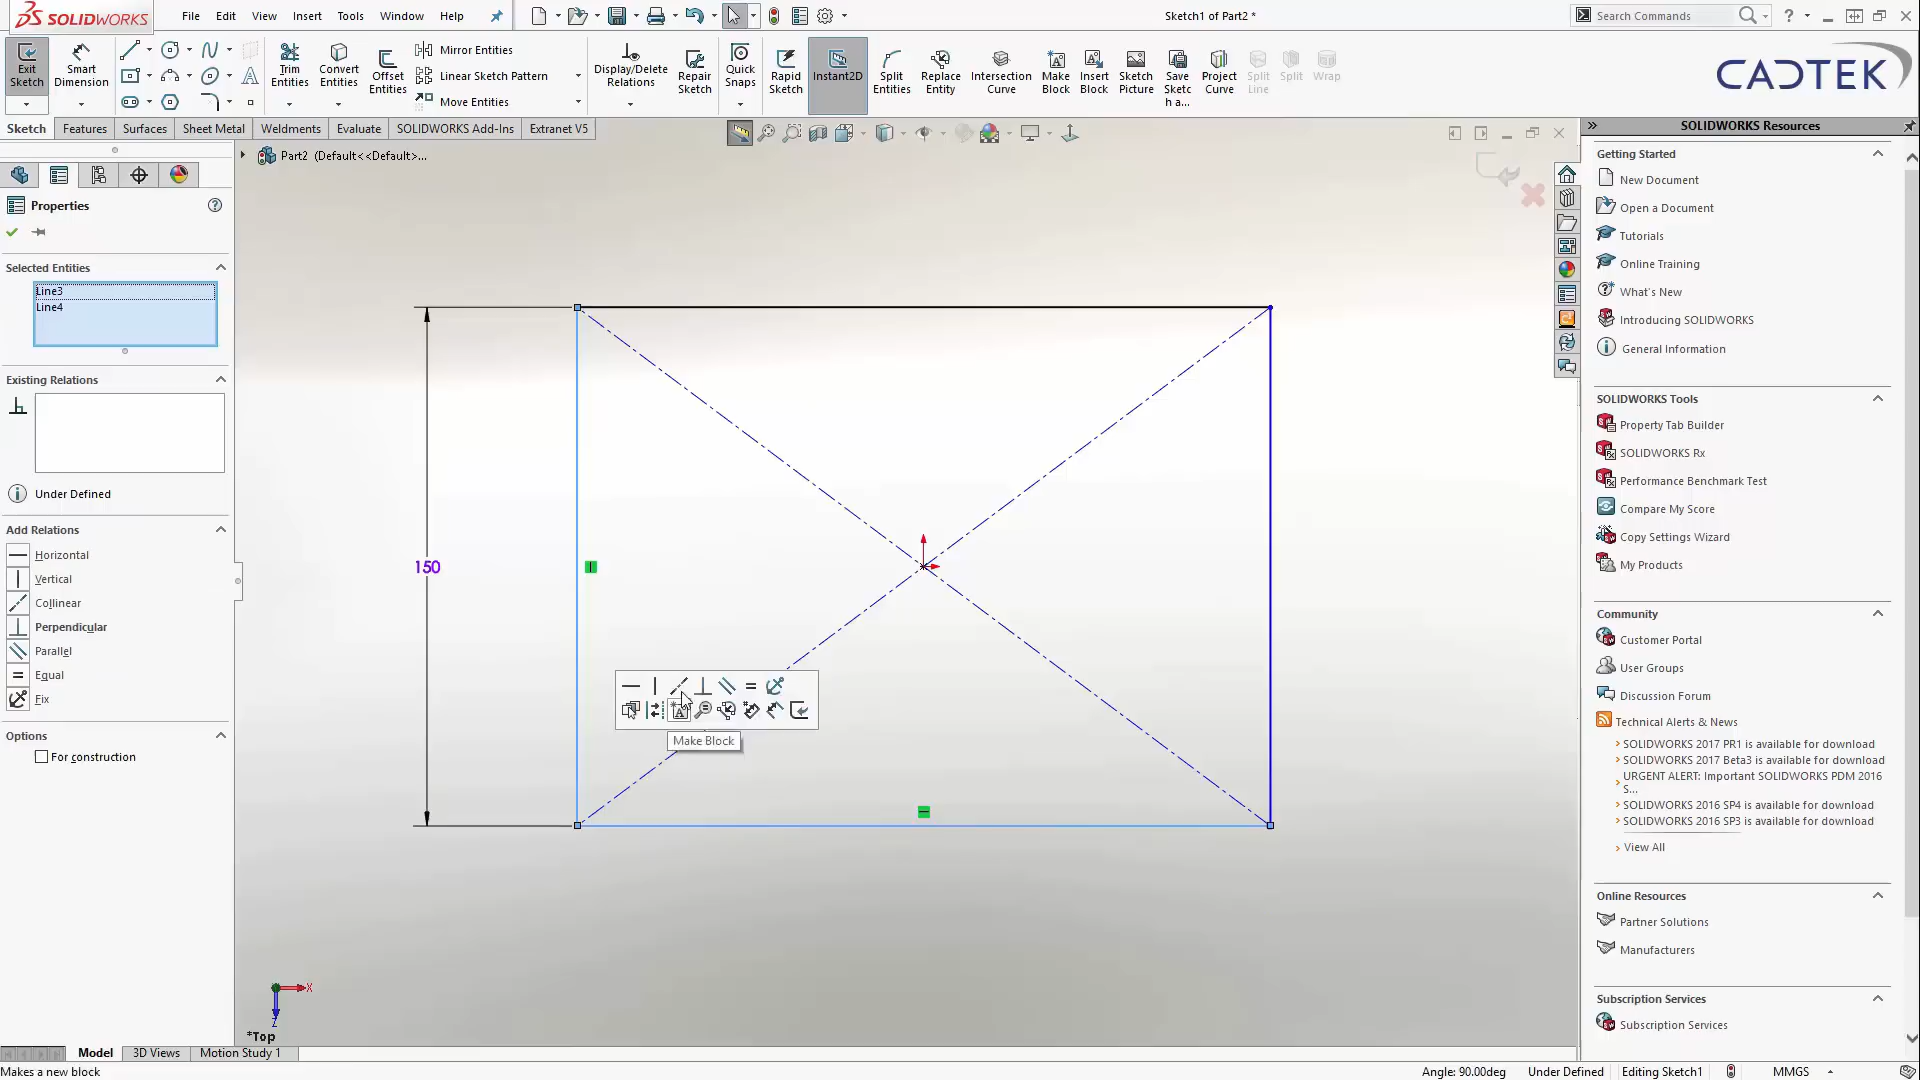 SOLIDWORKS
File Edit View Insert Tools Window Help
Sketch1 of Part2 *
Search Commands
Exit Sketch
Smart Dimension
Trim Entities
Convert Entities
Offset Entities
Mirror Entities
Linear Sketch Pattern
Move Entities
Display/Delete Relations
Repair Sketch
Quick Snaps
Rapid Sketch
Instant2D
Split Entities
Replace Entity
Intersection Curve
Make Block
Insert Block
Sketch Picture
Save Sketc h a...
Project Curve
Split Line
Split
Wrap
CADTEK
Sketch Features Surfaces Sheet Metal Weldments Evaluate SOLIDWORKS Add-Ins Extranet V5
Part2 (Default<<Default>...
Properties
Selected Entities
Line3
Line4
Existing Relations
Under Defined
Add Relations
Horizontal
Vertical
Collinear
Perpendicular
Parallel
Equal
Fix
Options
For construction
150
Make Block
X
Z
*Top
SOLIDWORKS Resources
Getting Started
New Document
Open a Document
Tutorials
Online Training
What's New
Introducing SOLIDWORKS
General Information
SOLIDWORKS Tools
Property Tab Builder
SOLIDWORKS Rx
Performance Benchmark Test
Compare My Score
Copy Settings Wizard
My Products
Community
Customer Portal
User Groups
Discussion Forum
Technical Alerts & News
SOLIDWORKS 2017 PR1 is available for download
SOLIDWORKS 2017 Beta3 is available for download
URGENT ALERT: Important SOLIDWORKS PDM 2016
S...
SOLIDWORKS 2016 SP4 is available for download
SOLIDWORKS 2016 SP3 is available for download
View All
Online Resources
Partner Solutions
Manufacturers
Subscription Services
Subscription Services
Model 3D Views Motion Study 1
Makes a new block
Angle: 90.00deg Under Defined Editing Sketch1 MMGS